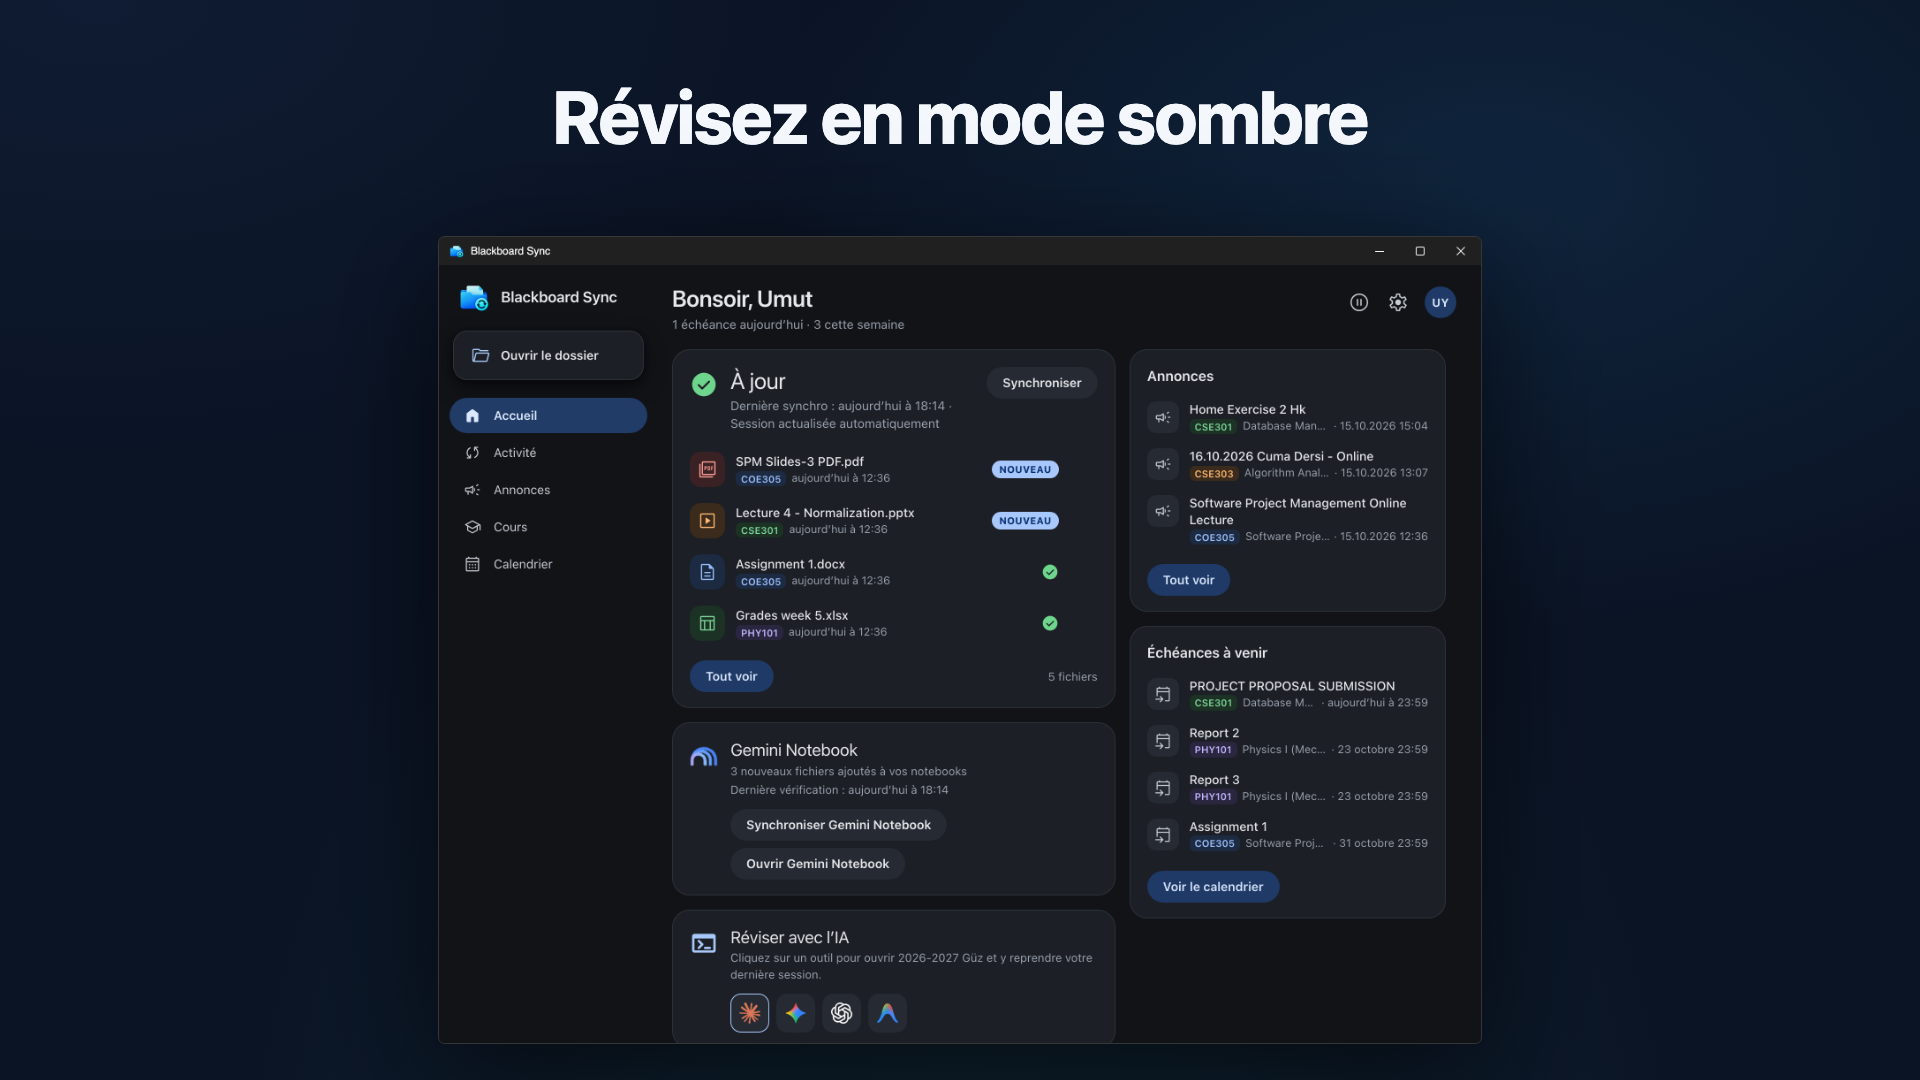 Révisez en mode sombre
Blackboard Sync
Blackboard Sync
Ouvrir le dossier
Accueil
Activité
Annonces
Cours
Calendrier
Bonsoir, Umut
1 échéance aujourd'hui · 3 cette semaine
UY
À jour
Dernière synchro : aujourd'hui à 18:14 ·
Session actualisée automatiquement
Synchroniser
SPM Slides-3 PDF.pdf
COE305 aujourd'hui à 12:36
NOUVEAU
Lecture 4 - Normalization.pptx
CSE301 aujourd'hui à 12:36
NOUVEAU
Assignment 1.docx
COE305 aujourd'hui à 12:36
Grades week 5.xlsx
PHY101 aujourd'hui à 12:36
Tout voir
5 fichiers
Gemini Notebook
3 nouveaux fichiers ajoutés à vos notebooks
Dernière vérification : aujourd'hui à 18:14
Synchroniser Gemini Notebook
Ouvrir Gemini Notebook
Réviser avec l'IA
Cliquez sur un outil pour ouvrir 2026-2027 Güz et y reprendre votre
dernière session.
Annonces
Home Exercise 2 Hk
CSE301 Database Man... · 15.10.2026 15:04
16.10.2026 Cuma Dersi - Online
CSE303 Algorithm Anal... · 15.10.2026 13:07
Software Project Management Online
Lecture
COE305 Software Proje... · 15.10.2026 12:36
Tout voir
Échéances à venir
PROJECT PROPOSAL SUBMISSION
CSE301 Database M... · aujourd'hui à 23:59
Report 2
PHY101 Physics I (Mec... · 23 octobre 23:59
Report 3
PHY101 Physics I (Mec... · 23 octobre 23:59
Assignment 1
COE305 Software Proj... · 31 octobre 23:59
Voir le calendrier